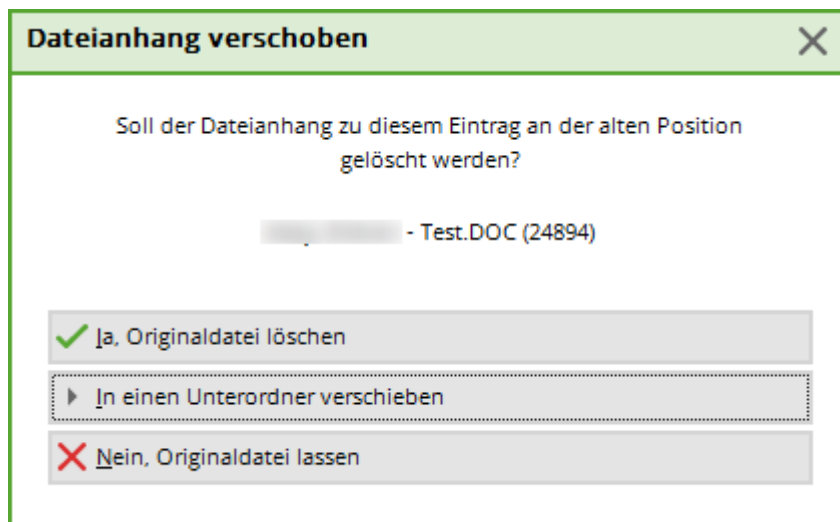 Dateianhang verschoben
Soll der Dateianhang zu diesem Eintrag an der alten Position
gelöscht werden?
- Test.DOC (24894)
Ja, Originaldatei löschen
In einen Unterordner verschieben
Nein, Originaldatei lassen